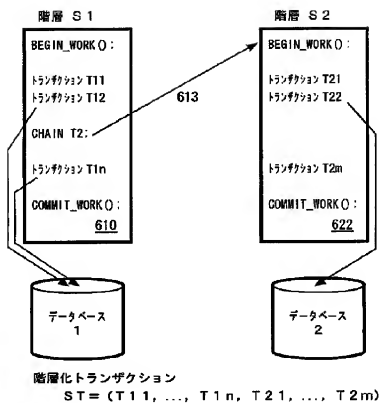 階層 S1
BEGIN_WORK():
トランザクション T11
トランザクション T12
CHAIN T2:
トランザクション T1n
COMMIT_WORK():
610
613
階層 S2
BEGIN_WORK():
トランザクション T21
トランザクション T22
トランザクション T2m
COMMIT_WORK():
622
データベース
1
データベース
2
階層化トランザクション
ST=(T11, ..., T1n, T21, ..., T2m)